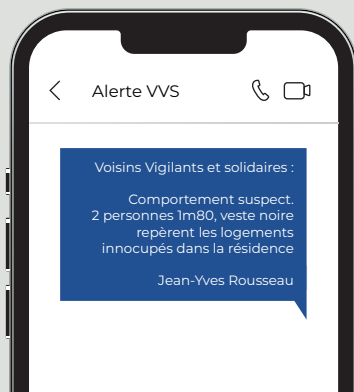 Alerte VVS
Voisins Vigilants et solidaires :
Comportement suspect.
2 personnes 1m80, veste noire
repèrent les logements
innocupés dans la résidence
Jean-Yves Rousseau